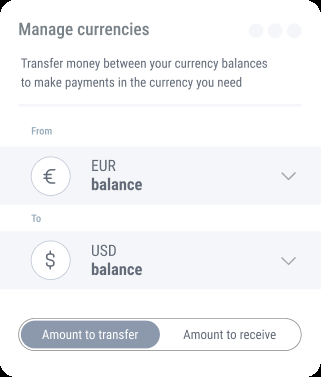 Manage currencies
Transfer money between your currency balances
to make payments in the currency you need
From
€
EUR
balance
To
$
USD
balance
Amount to transfer
Amount to receive